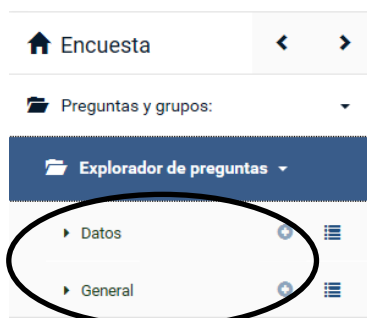 Encuesta
Preguntas y grupos:
Explorador de preguntas
Datos
General